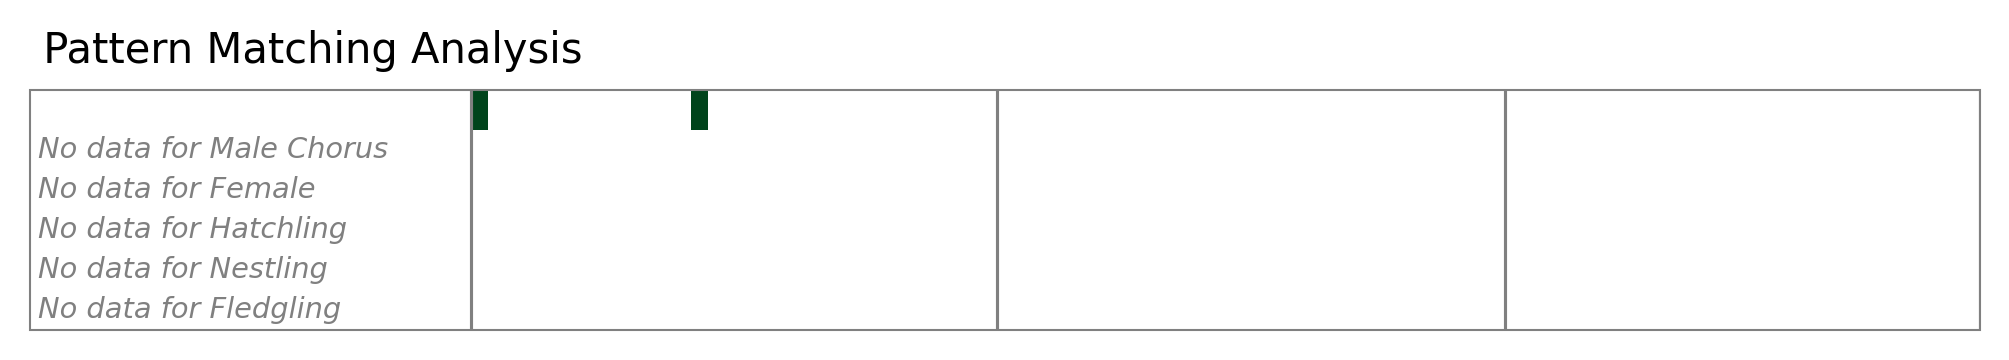 Pattern Matching Analysis
No data for Male Chorus
No data for Female
No data for Hatchling
No data for Nestling
No data for Fledgling